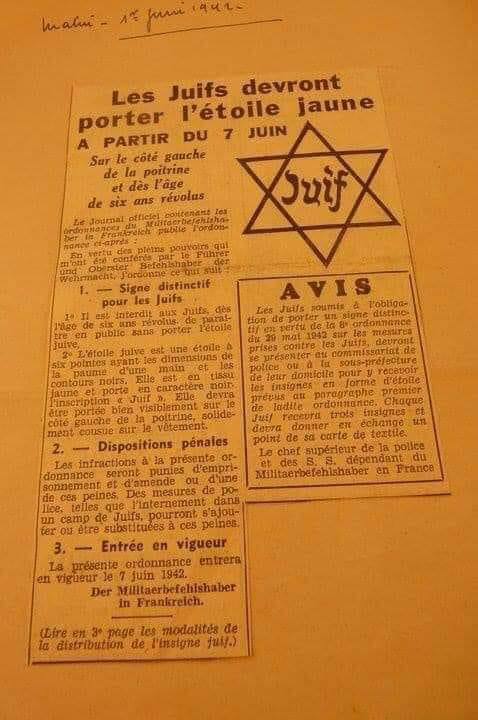 Matin - 1er juin 1942.
Les Juifs devront
porter l'étoile jaune
A PARTIR DU 7 JUIN
Sur le côté gauche
de la poitrine
et dès l'âge
de six ans révolus
Juif
Le Journal officiel contenant les
ordonnances du Militaerbefehlsha-
ber in Frankreich publie l'ordon-
nance ci-après :
En vertu des pleins pouvoirs qui
m'ont été conférés par le Führer
und Oberster Befehlshaber der
Wehrmacht, j'ordonne ce qui suit :
1. — Signe distinctif
pour les Juifs
1° Il est interdit aux Juifs, dès
l'âge de six ans révolus, de paraî-
tre en public sans porter l'étoile
juive.
2° L'étoile juive est une étoile à
six pointes ayant les dimensions de
la paume d'une main et les
contours noirs. Elle est en tissu
jaune et porte en caractère noir,
l'inscription « Juif ». Elle devra
être portée bien visiblement sur le
côté gauche de la poitrine, solide-
ment cousue sur le vêtement.
2. — Dispositions pénales
Les infractions à la présente or-
donnance seront punies d'empri-
sonnement et d'amende ou d'une
de ces peines. Des mesures de po-
lice, telles que l'internement dans
un camp de Juifs, pourront s'ajou-
ter ou être substituées à ces peines.
3. — Entrée en vigueur
La présente ordonnance entrera
en vigueur le 7 juin 1942.
Der Militaerbefehlshaber
in Frankreich.
(Lire en 3e page les modalités de
la distribution de l'insigne juif.)
AVIS
Les Juifs soumis à l'obliga-
tion de porter un signe distinc-
tif en vertu de la 8e ordonnance
du 29 mai 1942 sur les mesures
prises contre les Juifs, devront
se présenter au commissariat de
police ou à la sous-préfecture
de leur domicile pour y recevoir
les insignes en forme d'étoile
prévus au paragraphe premier
de ladite ordonnance. Chaque
Juif recevra trois insignes et
devra donner en échange un
point de sa carte de textile.
Le chef supérieur de la police
et des S. S. dépendant du
Militaerbefehlshaber en France